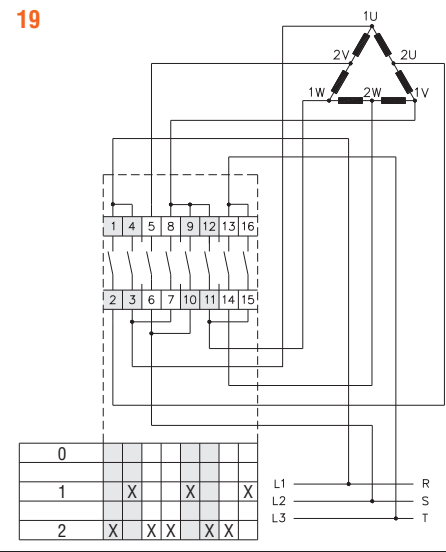 19
1U
2V 2U
1W 2W 1V
1 4 5 8 9 12 13 16
2 3 6 7 10 11 14 15
0
1 X X X
2 X X X X X
L1 R
L2 S
L3 T